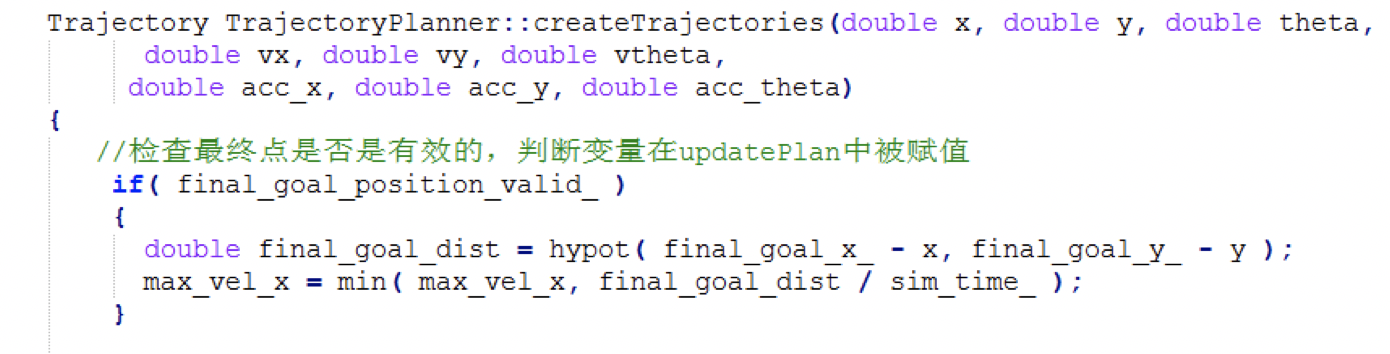 Trajectory TrajectoryPlanner::createTrajectories(double x, double y, double theta,
double vx, double vy, double vtheta,
double acc_x, double acc_y, double acc_theta)
{
//检查最终点是否是有效的，判断变量在updatePlan中被赋值
if( final_goal_position_valid_ )
{
double final_goal_dist = hypot( final_goal_x_ - x, final_goal_y_ - y );
max_vel_x = min( max_vel_x, final_goal_dist / sim_time_ );
}